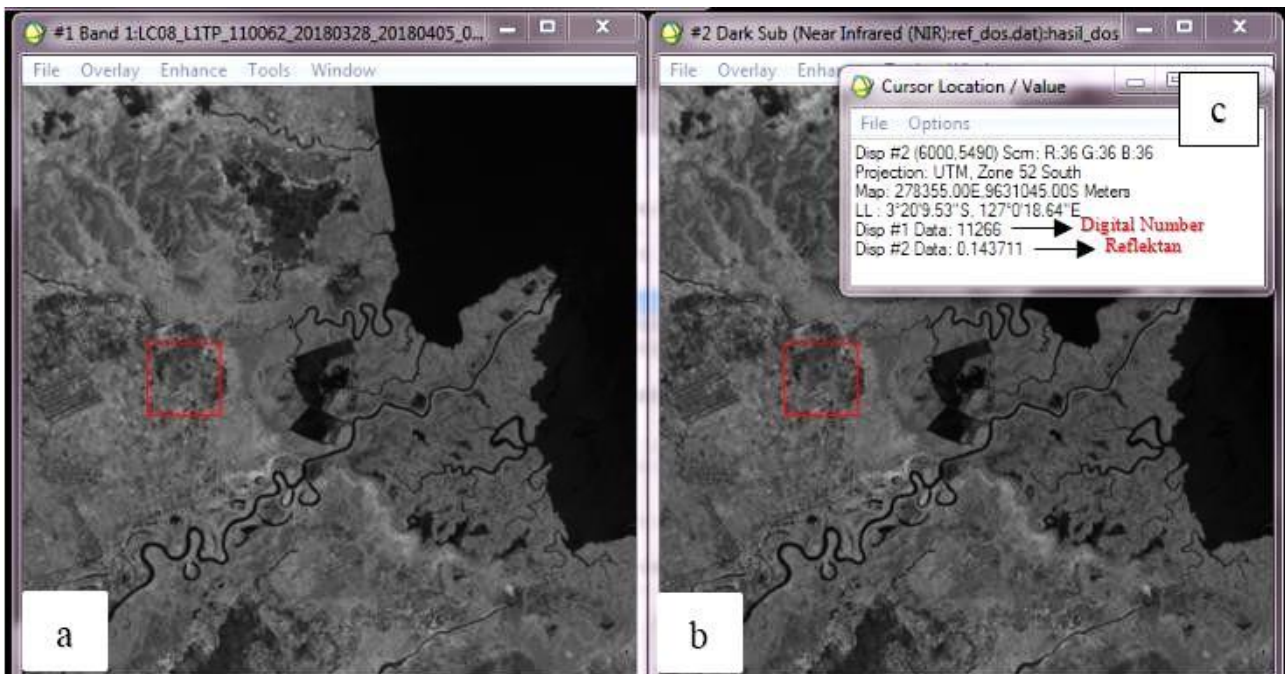 #1 Band 1:LC08_L1TP_110062_20180328_20180405_0...
File Overlay Enhance Tools Window
a
#2 Dark Sub (Near Infrared (NIR):ref_dos.dat):hasil_dos
File Overlay
b
Cursor Location / Value
c
File Options
Disp #2 (6000,5490) Scrn: R:36 G:36 B:36
Projection: UTM, Zone 52 South
Map: 278355.00E,9631045.00S Meters
LL : 3°20'9.53"S, 127°0'18.64"E
Disp #1 Data: 11266 Digital Number
Disp #2 Data: 0.143711 Reflektan